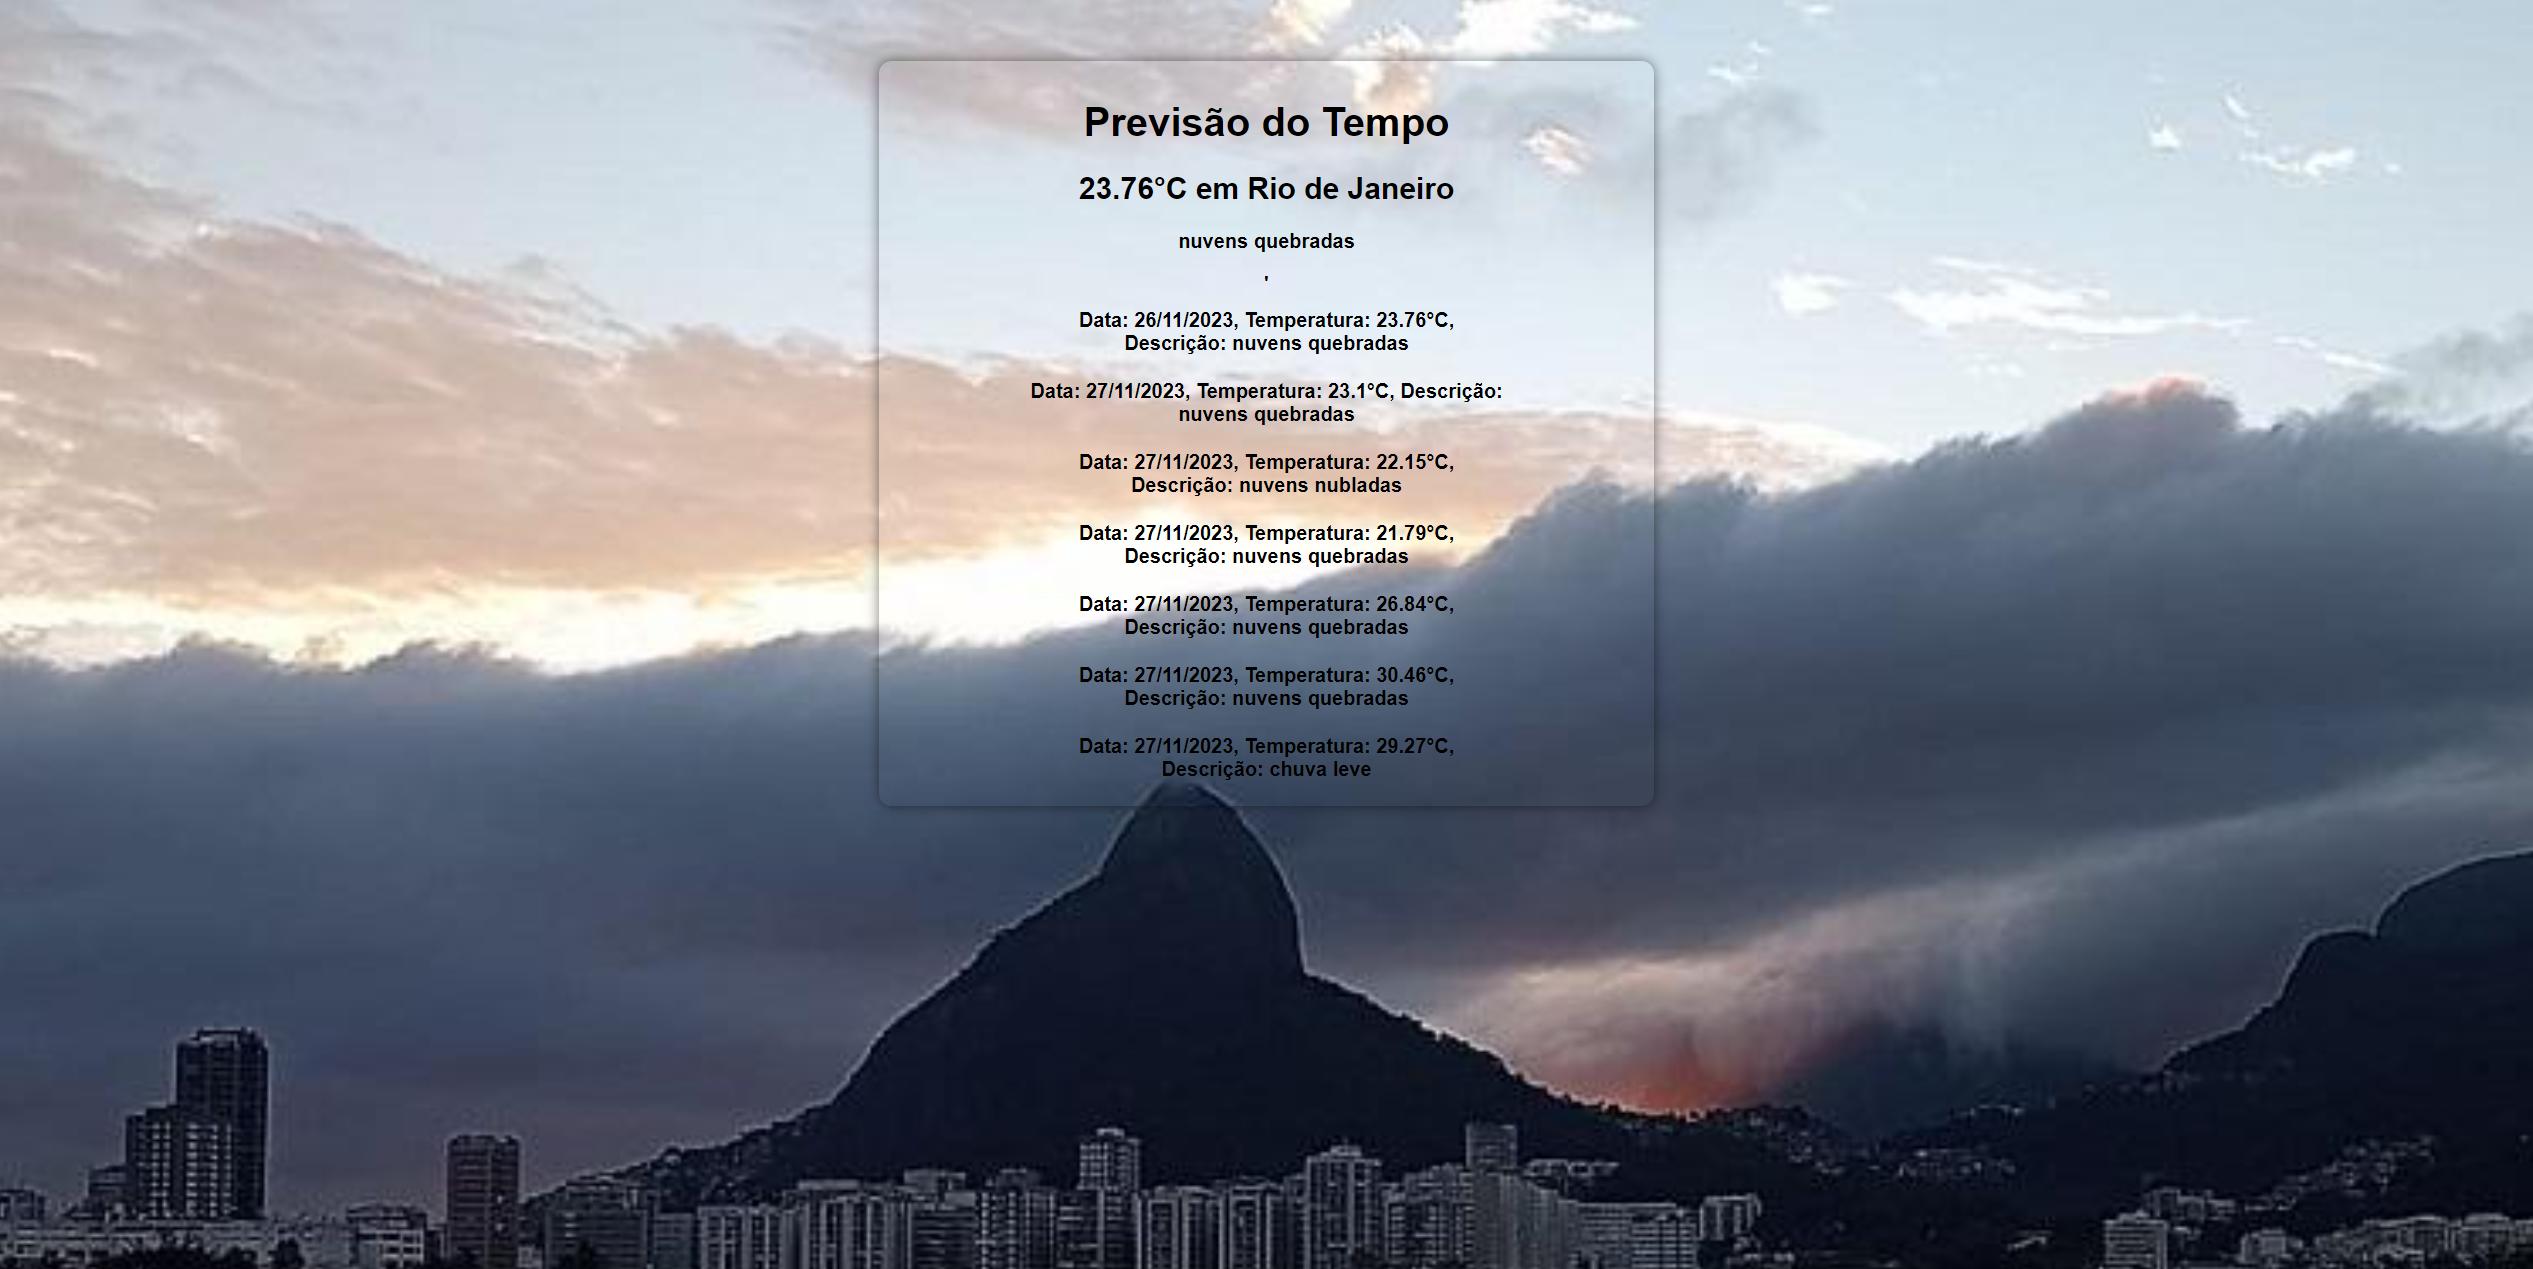 Previsão do Tempo
23.76°C em Rio de Janeiro
nuvens quebradas
'
Data: 26/11/2023, Temperatura: 23.76°C,
Descrição: nuvens quebradas
Data: 27/11/2023, Temperatura: 23.1°C, Descrição:
nuvens quebradas
Data: 27/11/2023, Temperatura: 22.15°C,
Descrição: nuvens nubladas
Data: 27/11/2023, Temperatura: 21.79°C,
Descrição: nuvens quebradas
Data: 27/11/2023, Temperatura: 26.84°C,
Descrição: nuvens quebradas
Data: 27/11/2023, Temperatura: 30.46°C,
Descrição: nuvens quebradas
Data: 27/11/2023, Temperatura: 29.27°C,
Descrição: chuva leve